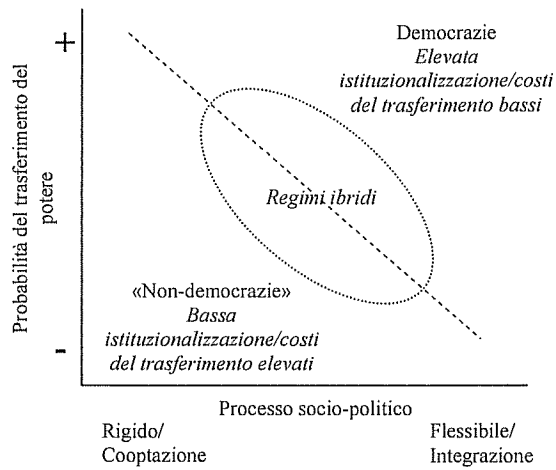 Democrazie
Elevata
istituzionalizzazione/costi
del trasferimento bassi
+
Probabilità del trasferimento del
potere
-
Regimi ibridi
«Non-democrazie»
Bassa
istituzionalizzazione/costi
del trasferimento elevati
Processo socio-politico
Rigido/
Cooptazione
Flessibile/
Integrazione